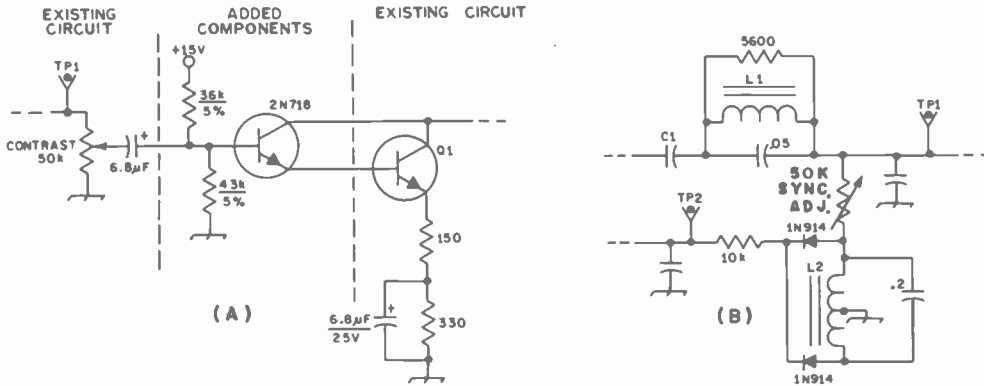 EXISTING
CIRCUIT
ADDED
COMPONENTS
EXISTING CIRCUIT
TP1
+15V
36k
5%
2N718
CONTRAST
50k
6.8µF
+
43k
5%
Q1
150
+
6.8µF
25V
330
(A)
5600
L1
TP1
C1
.05
50K
SYNC.
ADJ.
TP2
1N914
10k
L2
.2
(B)
1N914